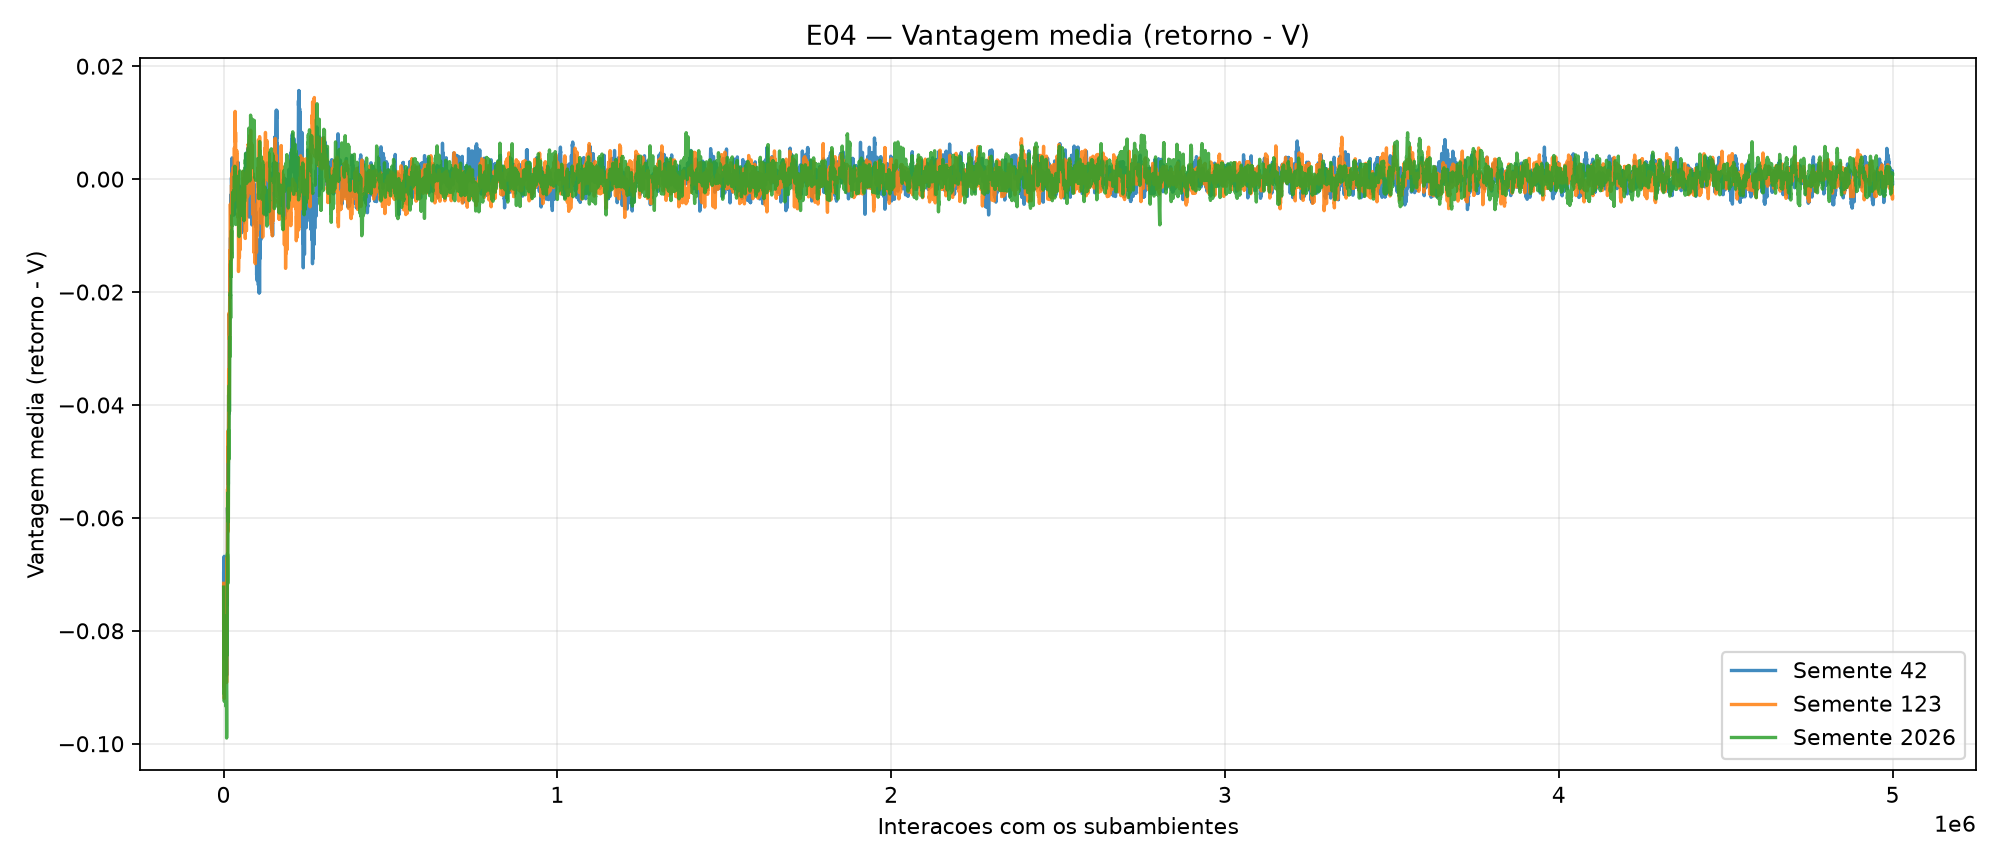 E04 — Vantagem media (retorno - V)
Vantagem media (retorno - V)
0.02
0.00
−0.02
−0.04
−0.06
−0.08
−0.10
0 1 2 3 4 5
1e6
Interacoes com os subambientes
Semente 42
Semente 123
Semente 2026